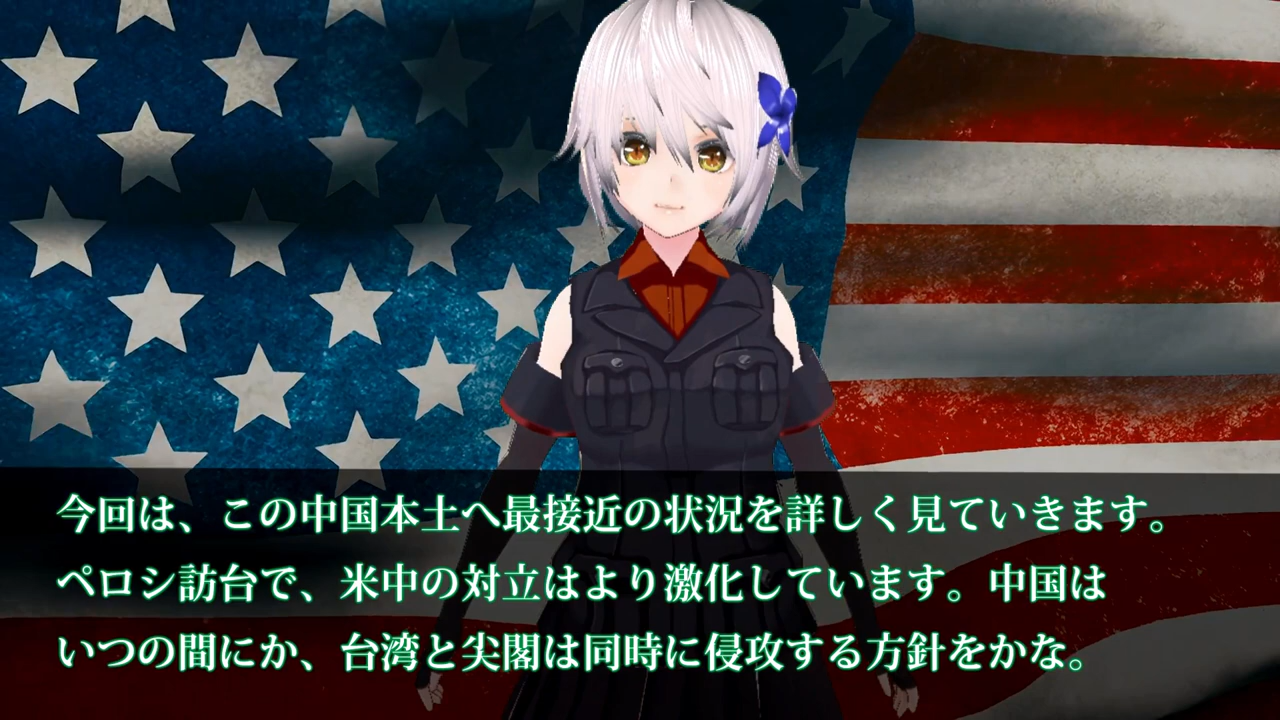 今回は、この中国本土へ最接近の状況を詳しく見ていきます。
ペロシ訪台で、米中の対立はより激化しています。中国は
いつの間にか、台湾と尖閣は同時に侵攻する方針をかな。